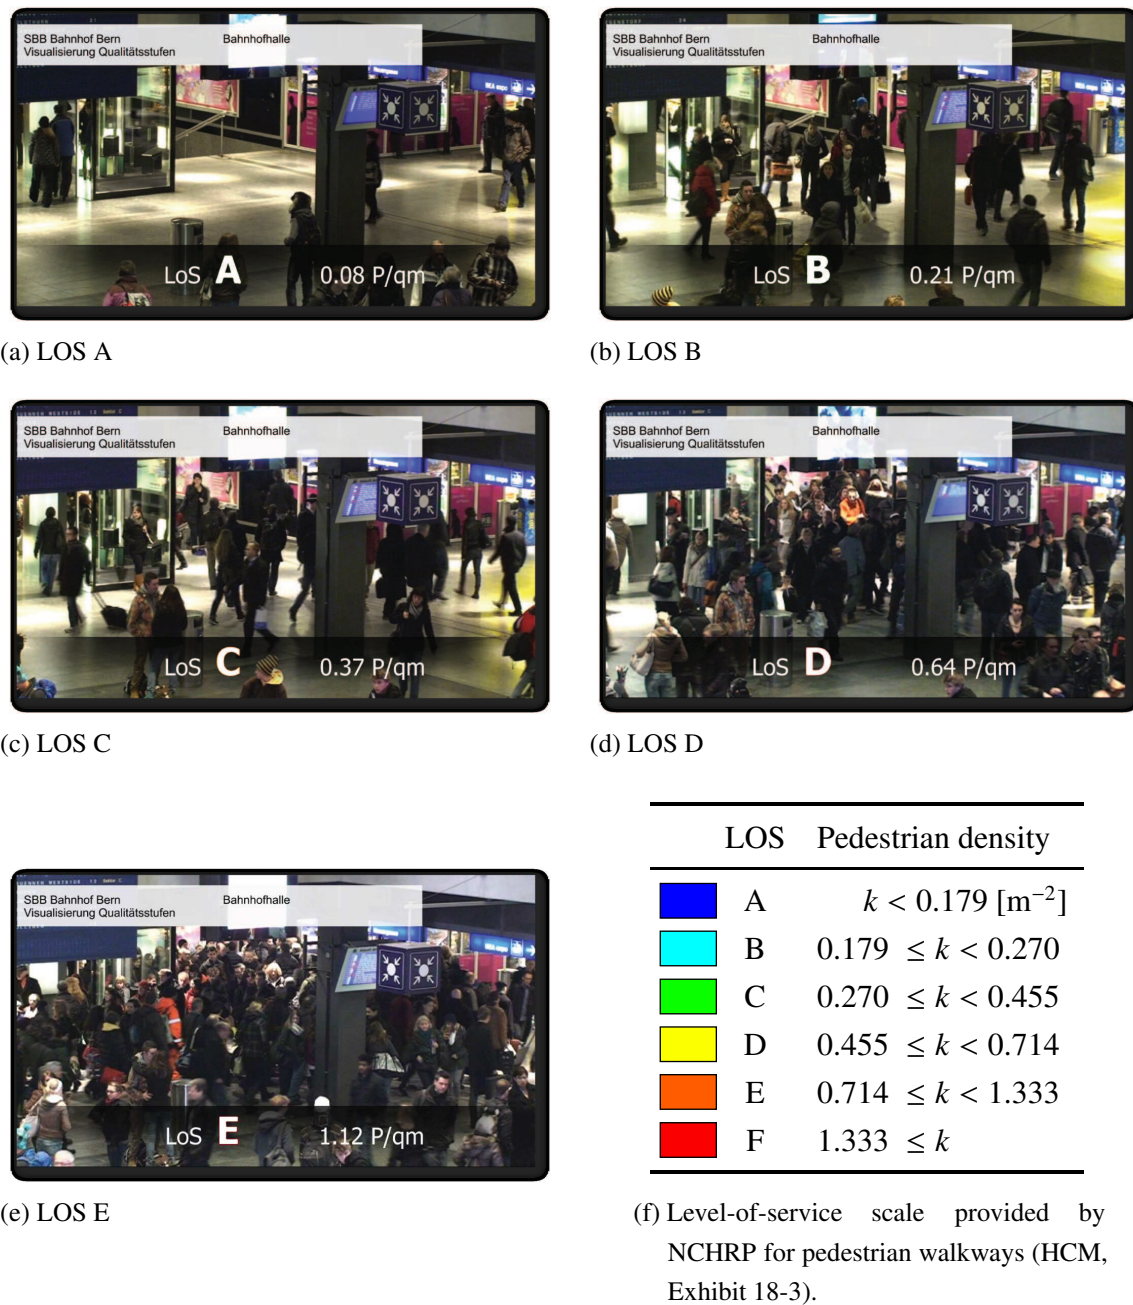 SBB Bahnhof Bern Bahnhofhalle
Visualisierung Qualitätsstufen
LoS A 0.08 P/qm
(a) LOS A
SBB Bahnhof Bern Bahnhofhalle
Visualisierung Qualitätsstufen
LoS B 0.21 P/qm
(b) LOS B
SBB Bahnhof Bern Bahnhofhalle
Visualisierung Qualitätsstufen
LoS C 0.37 P/qm
(c) LOS C
SBB Bahnhof Bern Bahnhofhalle
Visualisierung Qualitätsstufen
LoS D 0.64 P/qm
(d) LOS D
SBB Bahnhof Bern Bahnhofhalle
Visualisierung Qualitätsstufen
LoS E 1.12 P/qm
(e) LOS E
LOS Pedestrian density
A k < 0.179 [m⁻²]
B 0.179 ≤ k < 0.270
C 0.270 ≤ k < 0.455
D 0.455 ≤ k < 0.714
E 0.714 ≤ k < 1.333
F 1.333 ≤ k
(f) Level-of-service scale provided by
NCHRP for pedestrian walkways (HCM,
Exhibit 18-3).